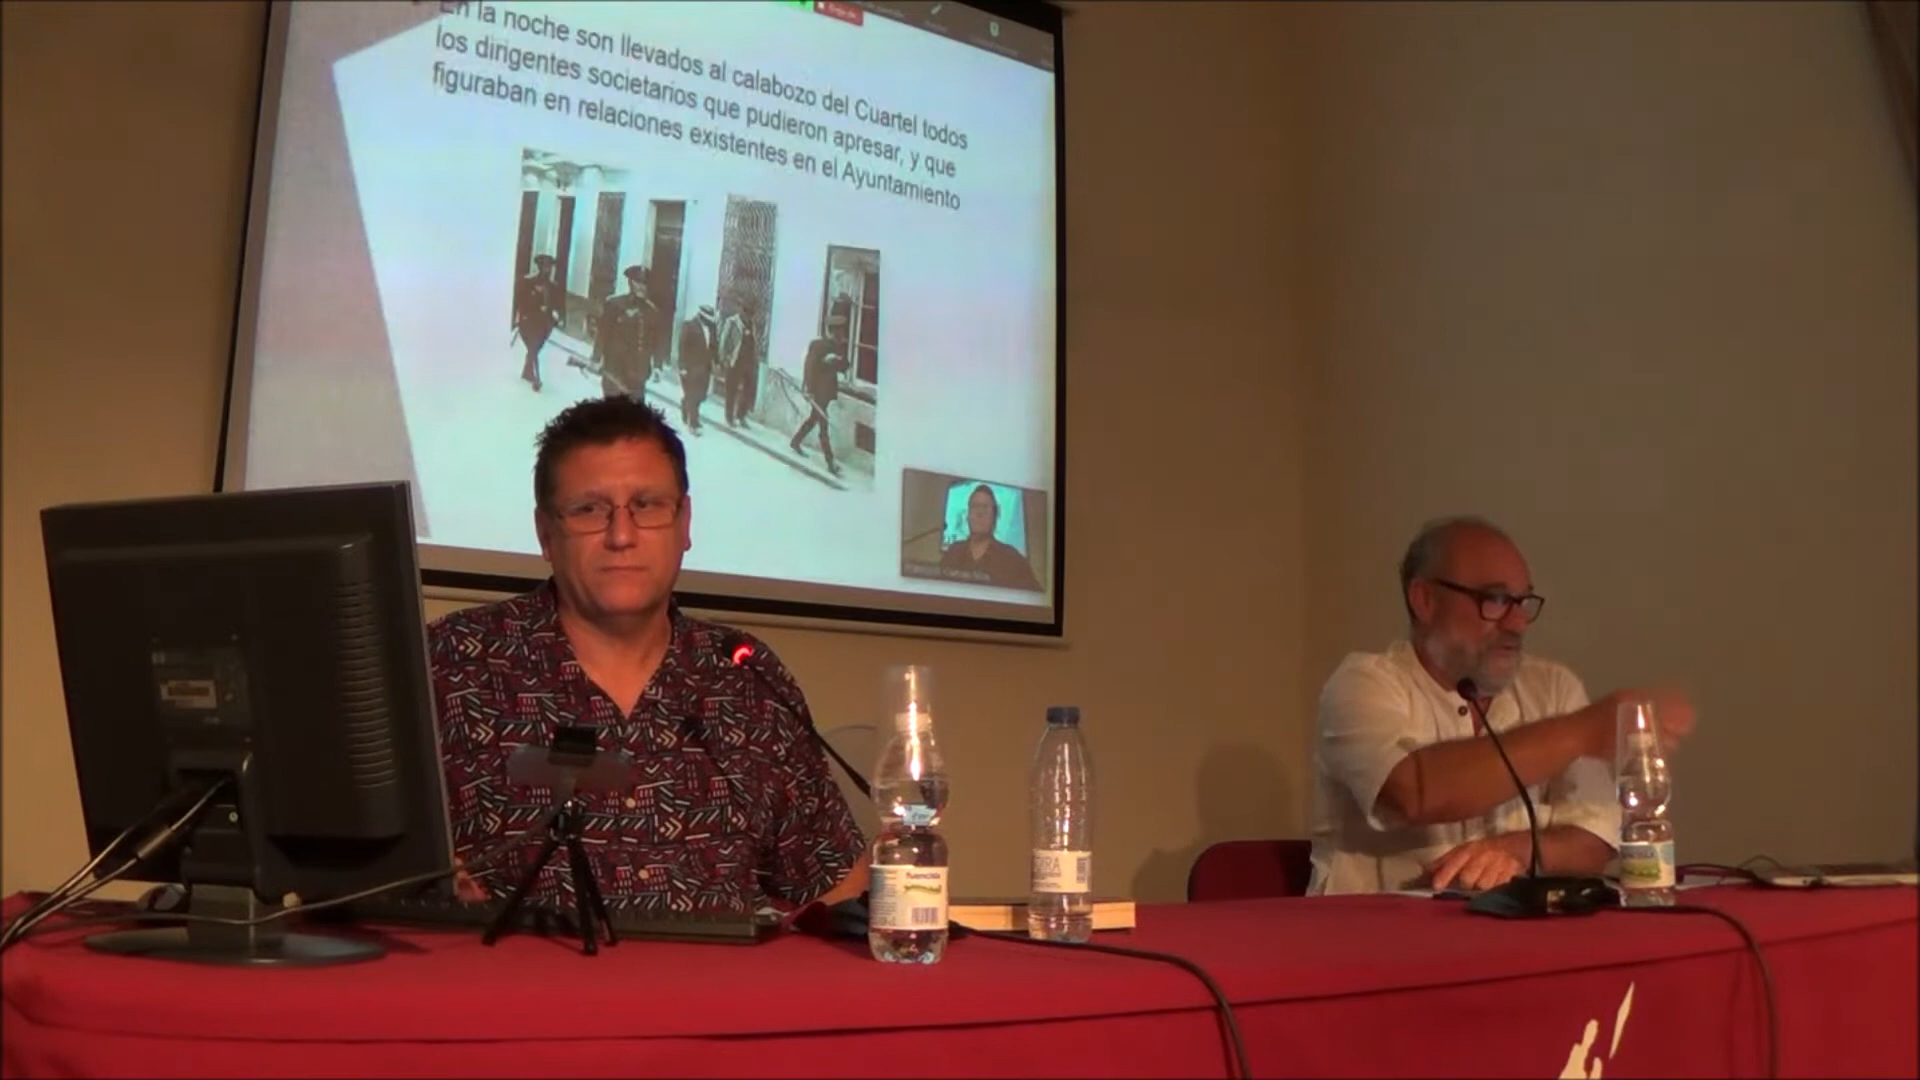 En la noche son llevados al calabozo del Cuartel todos
los dirigentes societarios que pudieron apresar, y que
figuraban en relaciones existentes en el Ayuntamiento
fuencisla